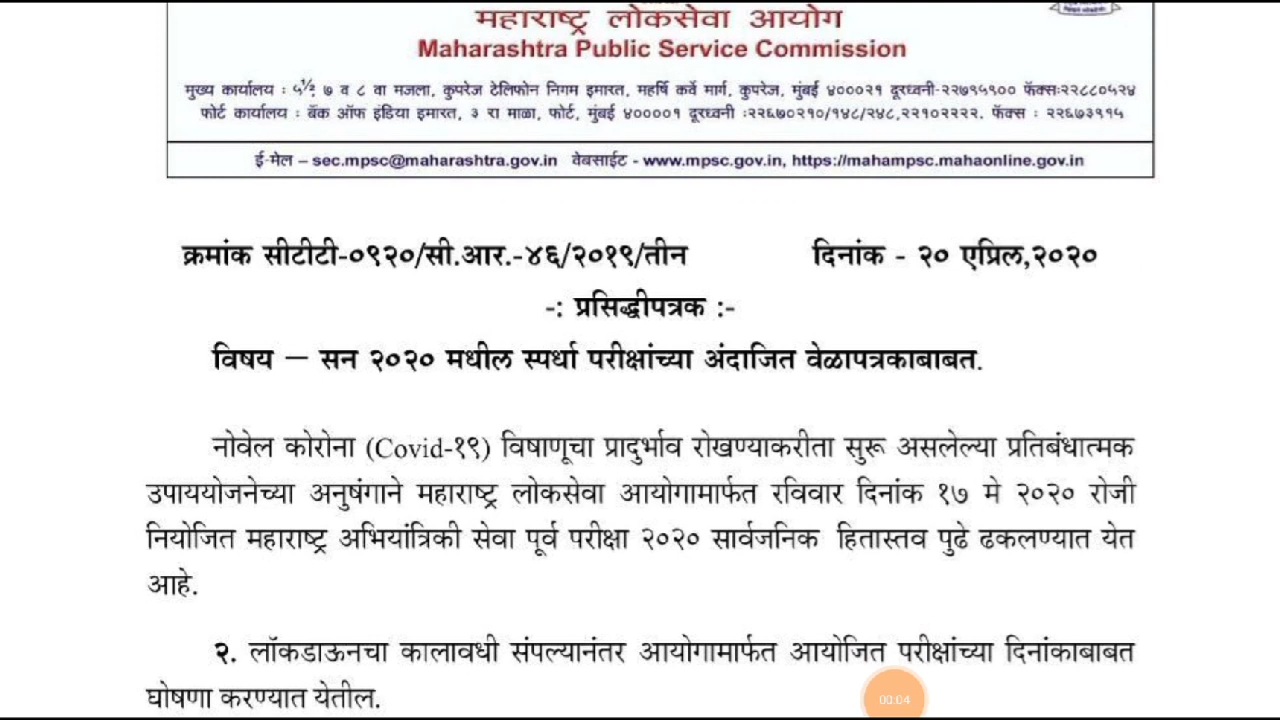 महाराष्ट्र लोकसेवा आयोग
Maharashtra Public Service Commission
मुख्य कार्यालय : ५½, ७ व ८ वा मजला, कुपरेज टेलिफोन निगम इमारत, महर्षि कर्वे मार्ग, कुपरेज, मुंबई ४०००२१ दूरध्वनी-२२७९५९०० फॅक्सः२२८८०५२४
फोर्ट कार्यालय : बॅक ऑफ इंडिया इमारत, ३ रा माळा, फोर्ट, मुंबई ४००००१ दूरध्वनी :२२६७०२१०/१४८/२४८,२२१०२२२२. फॅक्स : २२६७३११५
ई-मेल – sec.mpsc@maharashtra.gov.in वेबसाईट - www.mpsc.gov.in, https://mahampsc.mahaonline.gov.in
क्रमांक सीटीटी-०९२०/सी.आर.-४६/२०१९/तीन दिनांक - २० एप्रिल,२०२०
-: प्रसिद्धीपत्रक :-
विषय – सन २०२० मधील स्पर्धा परीक्षांच्या अंदाजित वेळापत्रकाबाबत.
नोवेल कोरोना (Covid-१९) विषाणूचा प्रादुर्भाव रोखण्याकरीता सुरू असलेल्या प्रतिबंधात्मक
उपाययोजनेच्या अनुषंगाने महाराष्ट्र लोकसेवा आयोगामार्फत रविवार दिनांक १७ मे २०२० रोजी
नियोजित महाराष्ट्र अभियांत्रिकी सेवा पूर्व परीक्षा २०२० सार्वजनिक हितास्तव पुढे ढकलण्यात येत
आहे.
२. लॉकडाऊनचा कालावधी संपल्यानंतर आयोगामार्फत आयोजित परीक्षांच्या दिनांकाबाबत
घोषणा करण्यात येतील.
00:04